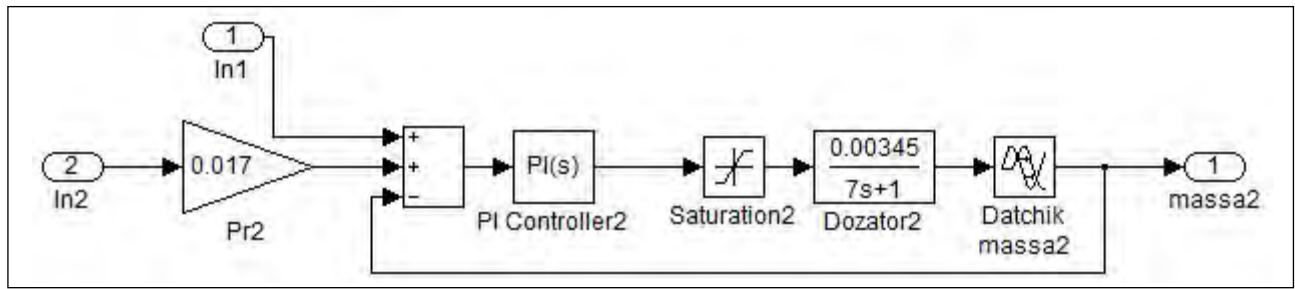 1
In1
2
In2
0.017
Pr2
+
+
−
PI(s)
PI Controller2
Saturation2
0.00345
7s+1
Dozator2
Datchik
massa2
1
massa2